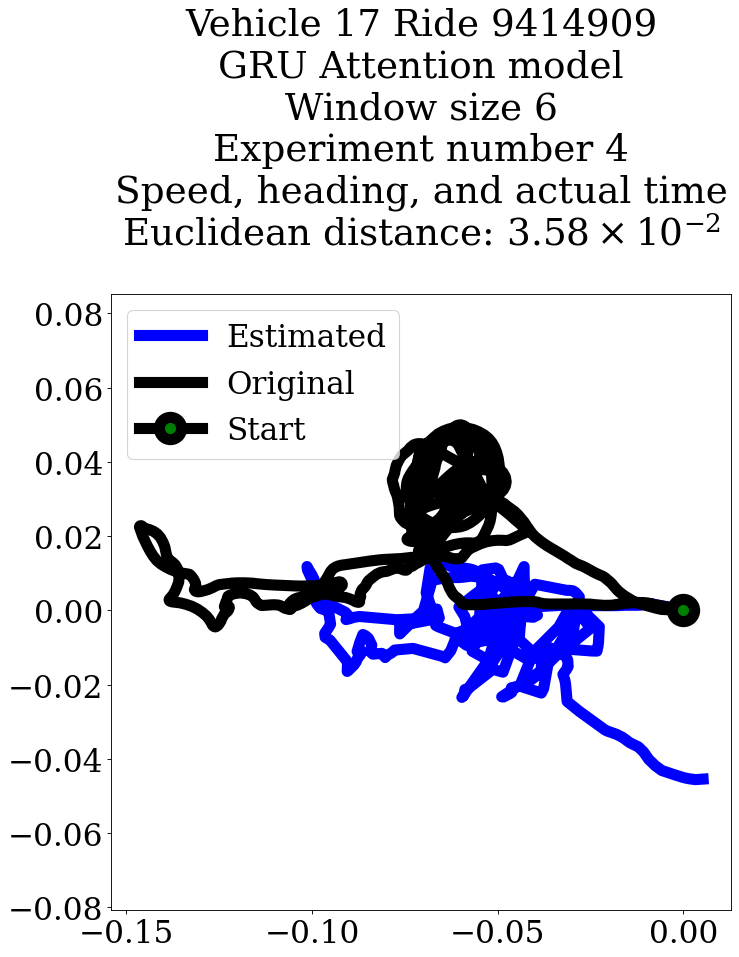 Vehicle 17 Ride 9414909
GRU Attention model
Window size 6
Experiment number 4
Speed, heading, and actual time
Euclidean distance: 3.58 × 10⁻²
Estimated
Original
Start
0.08
0.06
0.04
0.02
0.00
−0.02
−0.04
−0.06
−0.08
−0.15
−0.10
−0.05
0.00